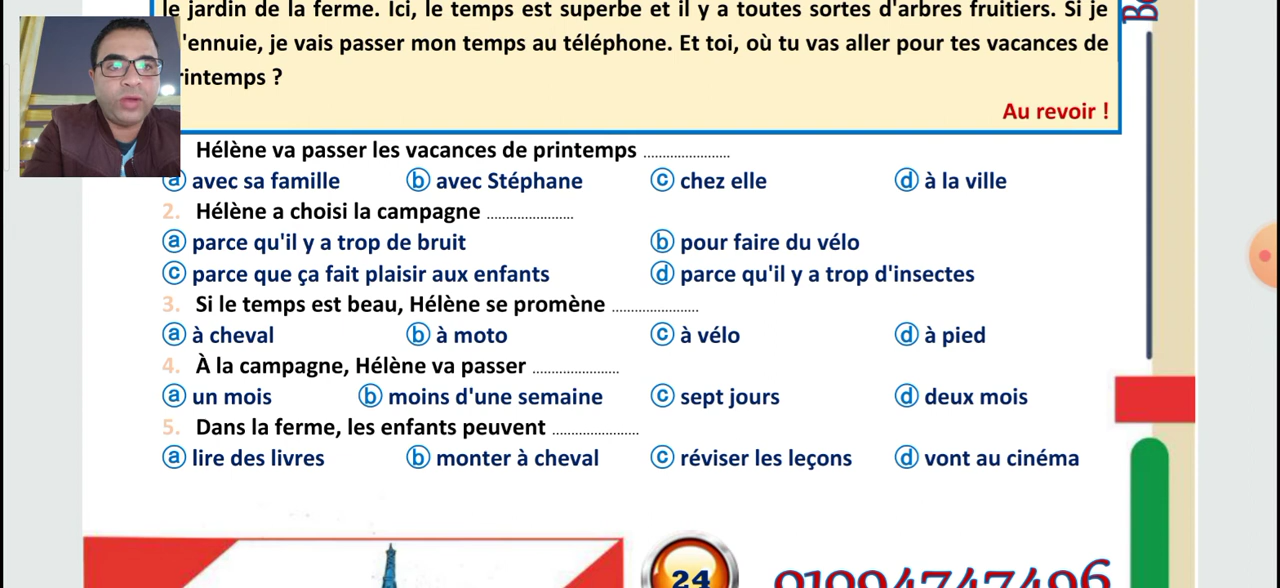 le jardin de la ferme. Ici, le temps est superbe et il y a toutes sortes d'arbres fruitiers. Si je
'ennuie, je vais passer mon temps au téléphone. Et toi, où tu vas aller pour tes vacances de
rintemps ?
Au revoir !
Hélène va passer les vacances de printemps ......................
ⓐ avec sa famille ⓑ avec Stéphane ⓒ chez elle ⓓ à la ville
2. Hélène a choisi la campagne ......................
ⓐ parce qu'il y a trop de bruit ⓑ pour faire du vélo
ⓒ parce que ça fait plaisir aux enfants ⓓ parce qu'il y a trop d'insectes
3. Si le temps est beau, Hélène se promène ......................
ⓐ à cheval ⓑ à moto ⓒ à vélo ⓓ à pied
4. À la campagne, Hélène va passer ......................
ⓐ un mois ⓑ moins d'une semaine ⓒ sept jours ⓓ deux mois
5. Dans la ferme, les enfants peuvent ......................
ⓐ lire des livres ⓑ monter à cheval ⓒ réviser les leçons ⓓ vont au cinéma
24
01094747496